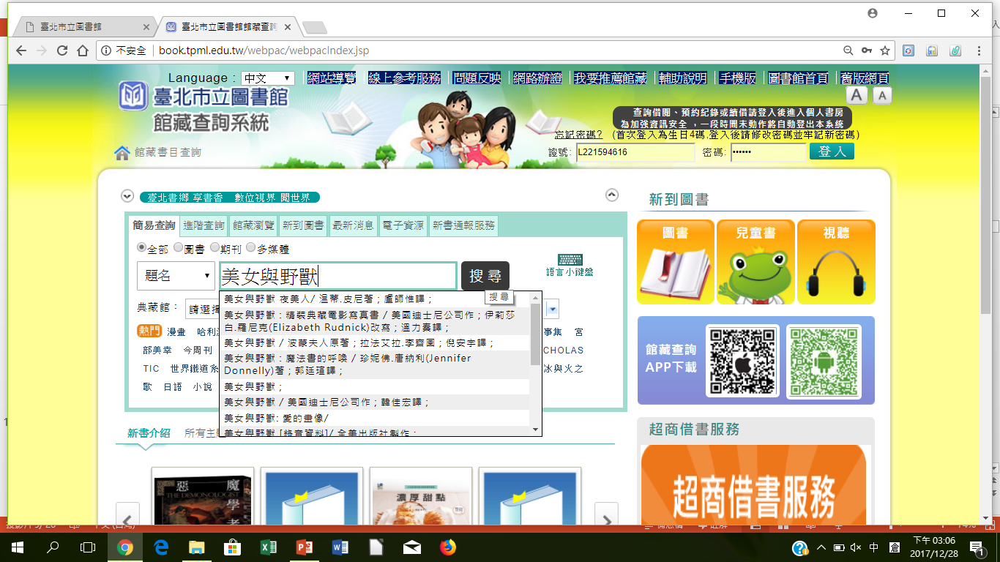 臺北市立圖書館
臺北市立圖書館館藏查詢
不安全 book.tpml.edu.tw/webpac/webpacIndex.jsp
Language : 中文 網站導覽 線上參考服務 問題反映 網路辦證 我要推薦館藏 輔助說明 手機版 圖書館首頁 舊版網頁
臺北市立圖書館
館藏查詢系統
A A
查詢借閱、預約紀錄或續借請登入後進入個人書房
為加強資訊安全，一段時間未動作將自動登出本系統
忘記密碼? (首次登入為生日4碼,登入後請修改密碼並牢記新密碼)
館藏書目查詢
證號: L221594616 密碼: •••••• 登入
臺北書鄉 享書香 數位視界 閱世界
簡易查詢 進階查詢 館藏瀏覽 新到圖書 最新消息 電子資源 新書通報服務
全部 圖書 期刊 多媒體
題名 美女與野獸 搜尋
語言小鍵盤
搜尋
典藏館： 請選擇
美女與野獸 夜美人/ 溫蒂.皮尼著；盧師惟譯；
美女與野獸：精裝典藏電影寫真書 / 美國迪士尼公司作；伊莉莎
白.羅尼克(Elizabeth Rudnick)改寫；溫力秦譯；
美女與野獸 / 波蒙夫人原著；拉法艾拉.李齊圖；倪安宇譯；
美女與野獸：魔法書的呼喚 / 珍妮佛.唐納利(Jennifer
Donnelly)著；郭廷瑄譯；
美女與野獸；
美女與野獸 / 美國迪士尼公司作；韓佳宏譯；
美女與野獸: 愛的畫像/
美女與野獸 [錄音資料]/ 全美出版社製作；
熱門 漫畫 哈利 事集 宮
部美幸 今周刊 CHOLAS
TIC 世界鐵道系 冰與火之
歌 日語 小說
新書介紹 所有主
惡 魔
THE DEMONOLOGIST 學
者
濃厚甜點
新到圖書
圖書 兒童書 視聽
館藏查詢
APP下載
超商借書服務
超商借書服務
中 倉
下午 03:06
2017/12/28
1